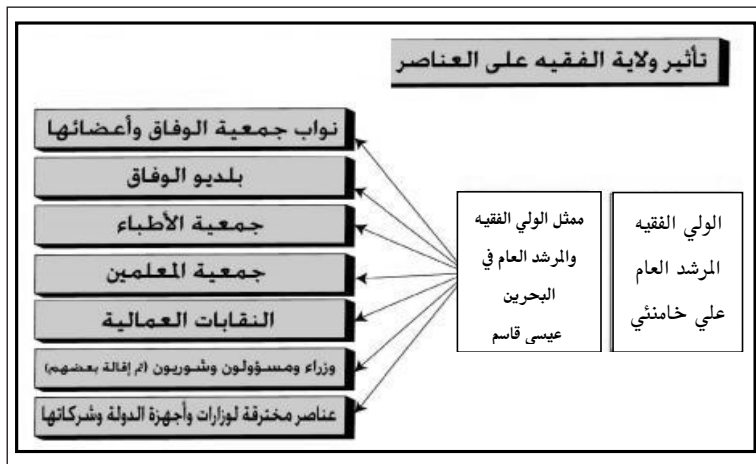 تأثير ولاية الفقيه على العناصر
الولي الفقيه
المرشد العام
علي خامنئي
ممثل الولي الفقيه
والمرشد العام في
البحرين
عيسى قاسم
نواب جمعية الوفاق وأعضائها
بلديو الوفاق
جمعية الأطباء
جمعية المعلمين
النقابات العمالية
وزراء ومسؤولون وشوريون (تم إقالة بعضهم)
عناصر مخترقة لوزارات وأجهزة الدولة وشركاتها